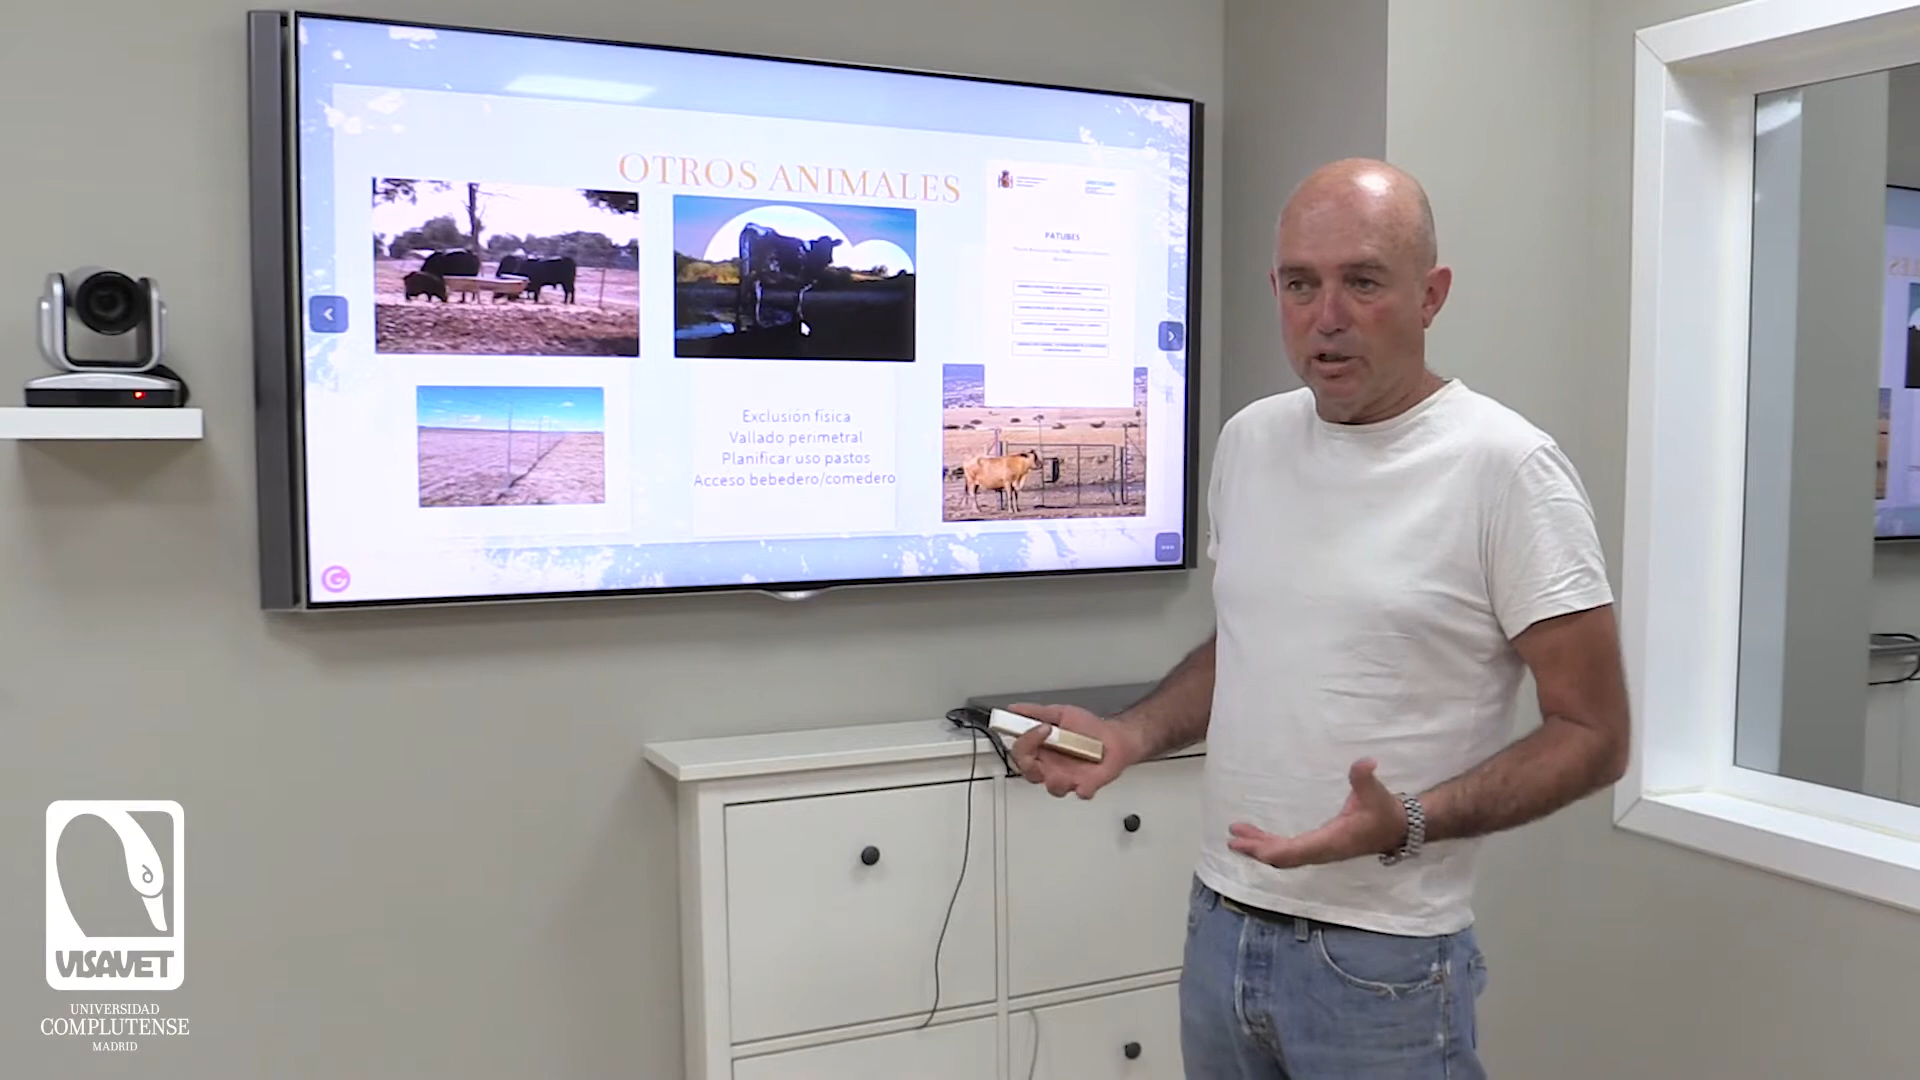 OTROS ANIMALES
PATUBES
Exclusión física
Vallado perimetral
Planificar uso pastos
Acceso bebedero/comedero
VISAVET
UNIVERSIDAD
COMPLUTENSE
MADRID